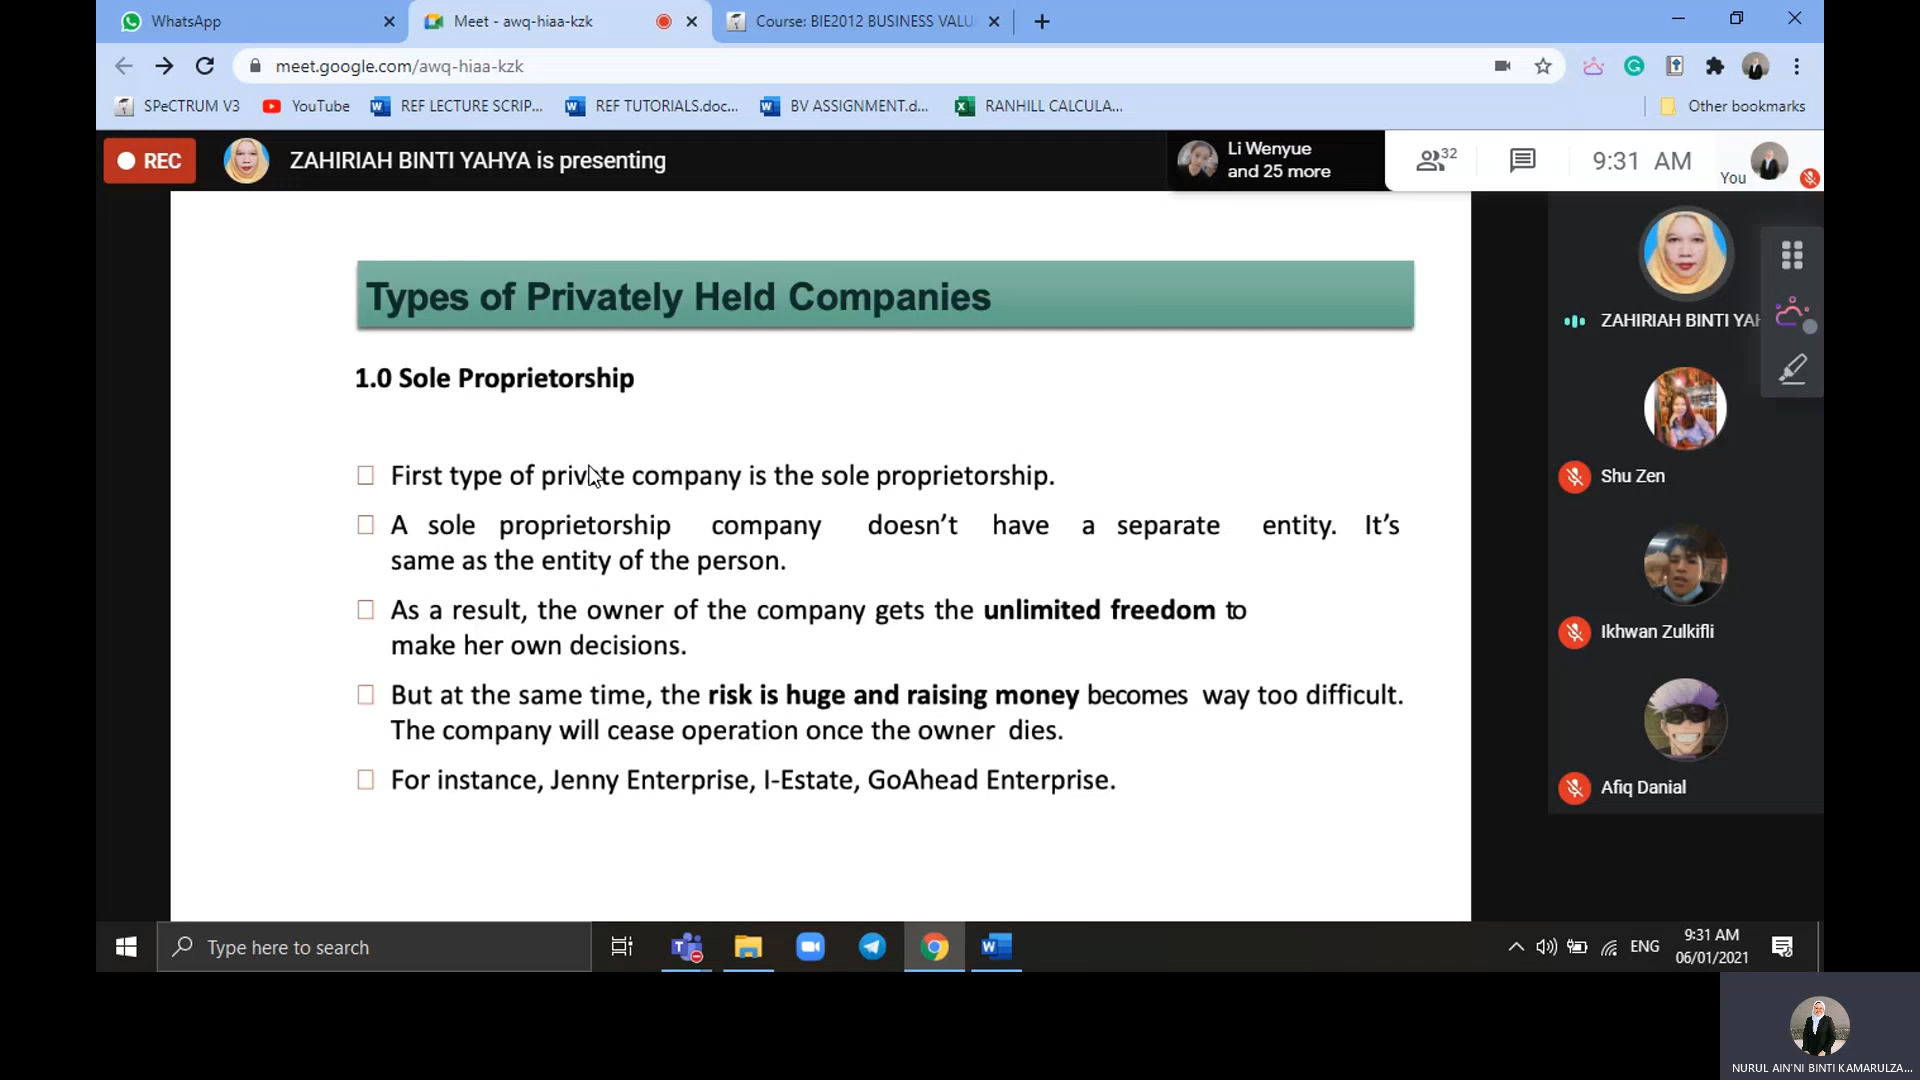 WhatsApp
Meet - awq-hiaa-kzk
Course: BIE2012 BUSINESS VALU
meet.google.com/awq-hiaa-kzk
SPeCTRUM V3
YouTube
REF LECTURE SCRIP...
REF TUTORIALS.doc...
BV ASSIGNMENT.d...
RANHILL CALCULA...
Other bookmarks
REC
ZAHIRIAH BINTI YAHYA is presenting
Li Wenyue
and 25 more
32
9:31 AM
You
Types of Privately Held Companies
1.0 Sole Proprietorship
First type of private company is the sole proprietorship.
A sole proprietorship company doesn’t have a separate entity. It’s
same as the entity of the person.
As a result, the owner of the company gets the unlimited freedom to
make her own decisions.
But at the same time, the risk is huge and raising money becomes way too difficult.
The company will cease operation once the owner dies.
For instance, Jenny Enterprise, I-Estate, GoAhead Enterprise.
ZAHIRIAH BINTI YAH
Shu Zen
Ikhwan Zulkifli
Afiq Danial
Type here to search
ENG
9:31 AM
06/01/2021
NURUL AIN'NI BINTI KAMARULZA...